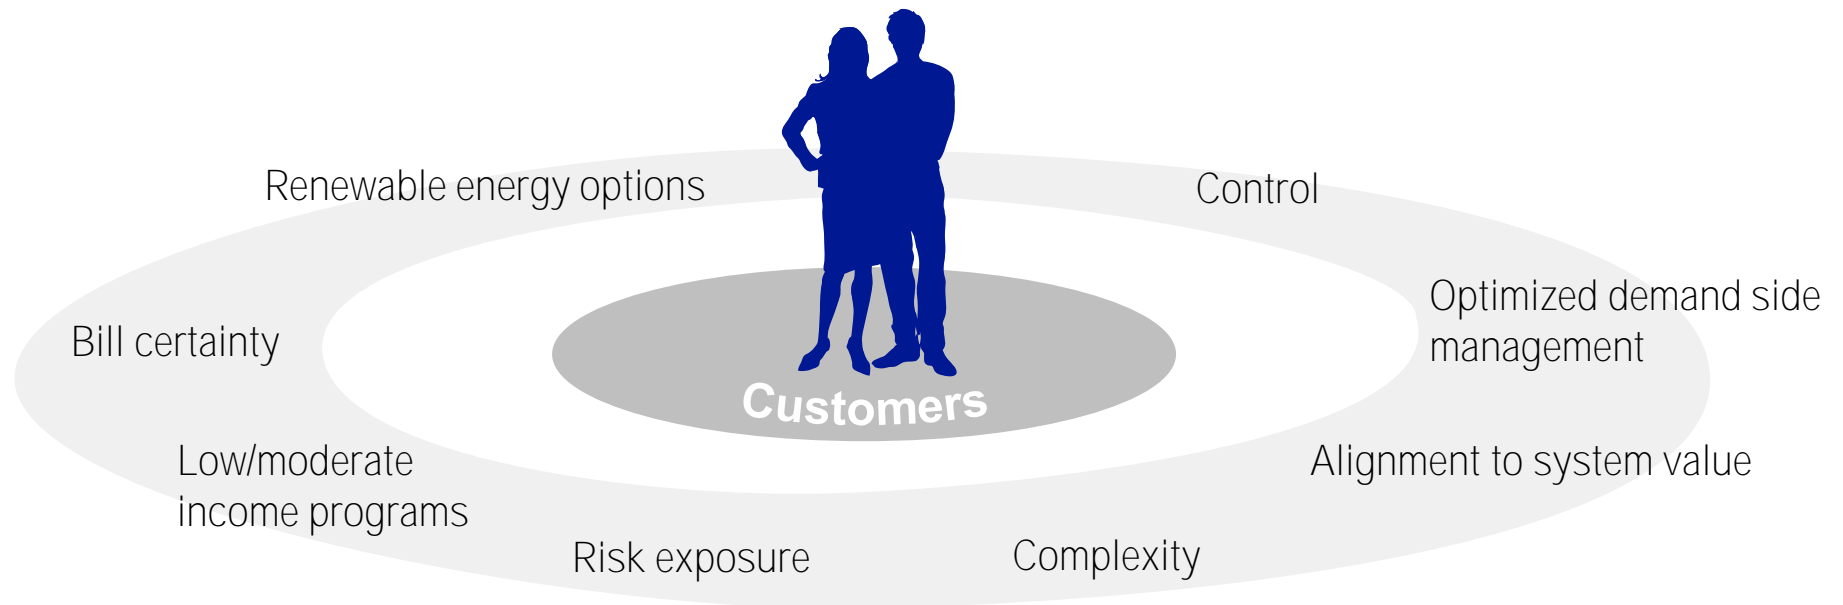 Renewable energy options
Control
Optimized demand side
management
Bill certainty
Customers
Low/moderate
income programs
Alignment to system value
Risk exposure
Complexity